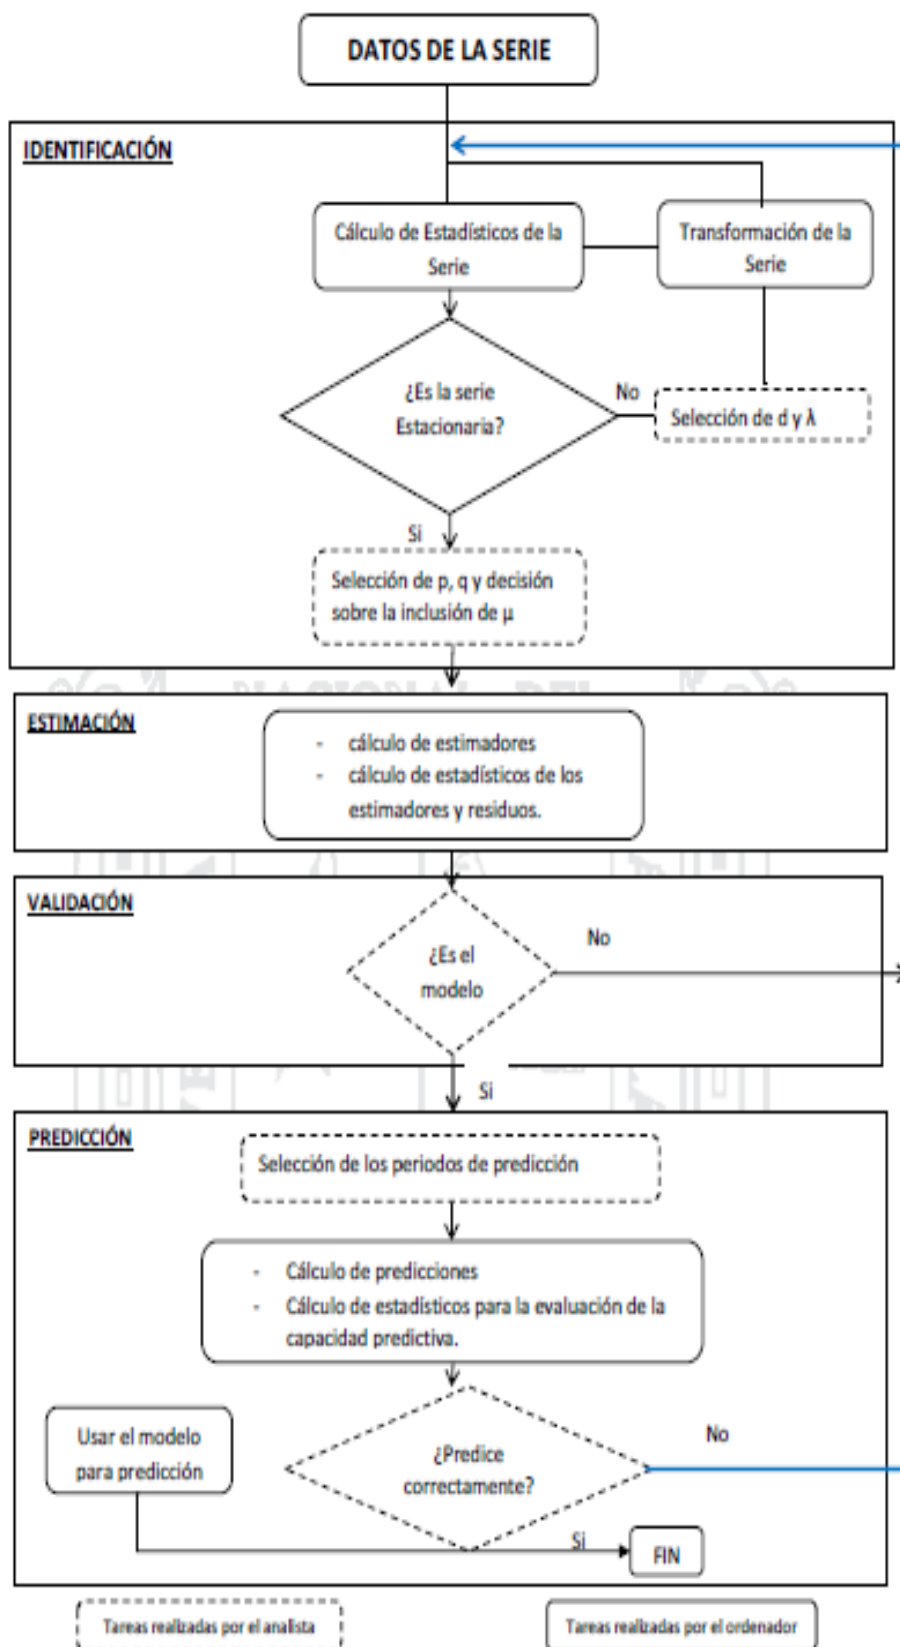 DATOS DE LA SERIE
IDENTIFICACIÓN
Cálculo de Estadísticos de la
Serie
Transformación de la
Serie
¿Es la serie
Estacionaria?
No
Selección de d y λ
Si
Selección de p, q y decisión
sobre la inclusión de μ
NACIONAL DEL
ESTIMACIÓN
- cálculo de estimadores
- cálculo de estadísticos de los
estimadores y residuos.
VALIDACIÓN
¿Es el
modelo
No
Si
PREDICCIÓN
Selección de los periodos de predicción
- Cálculo de predicciones
- Cálculo de estadísticos para la evaluación de la
capacidad predictiva.
Usar el modelo
para predicción
¿Predice
correctamente?
No
Si
FIN
Tareas realizadas por el analista
Tareas realizadas por el ordenador